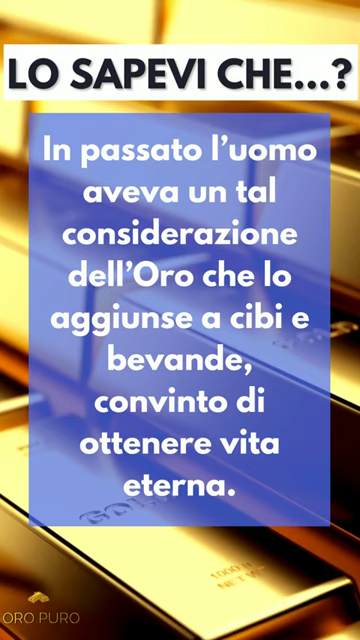 LO SAPEVI CHE...?
In passato l’uomo
aveva un tal
considerazione
dell’Oro che lo
aggiunse a cibi e
bevande,
convinto di
ottenere vita
eterna.
ORO PURO